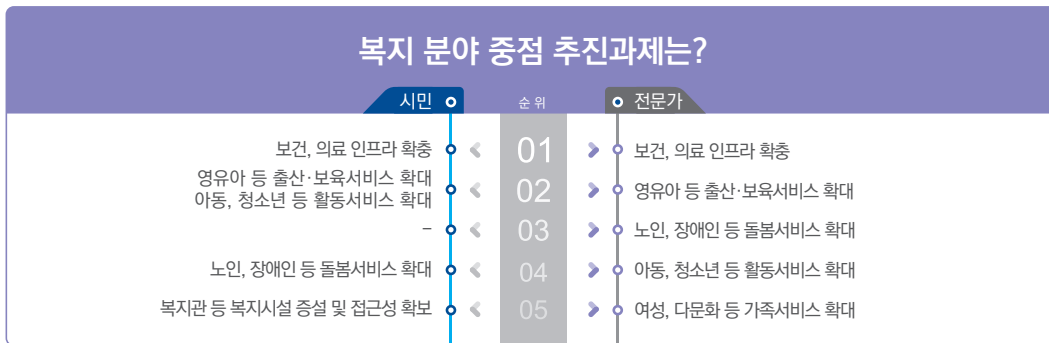 복지 분야 중점 추진과제는?
시민 순위 전문가
보건, 의료 인프라 확충 01 보건, 의료 인프라 확충
영유아 등 출산·보육서비스 확대
아동, 청소년 등 활동서비스 확대 02 영유아 등 출산·보육서비스 확대
– 03 노인, 장애인 등 돌봄서비스 확대
노인, 장애인 등 돌봄서비스 확대 04 아동, 청소년 등 활동서비스 확대
복지관 등 복지시설 증설 및 접근성 확보 05 여성, 다문화 등 가족서비스 확대